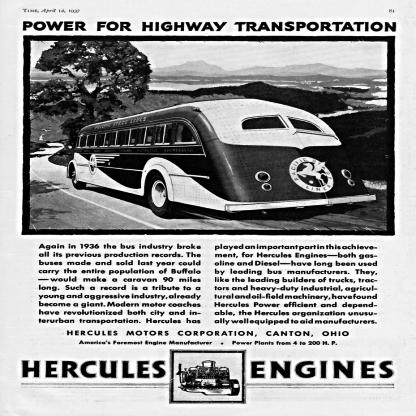 TIME, April 12, 1937
POWER FOR HIGHWAY TRANSPORTATION
LINES
Again in 1936 the bus industry broke
all its previous production records. The
buses made and sold last year could
carry the entire population of Buffalo
—would make a caravan 90 miles
long. Such a record is a tribute to a
young and aggressive industry, already
become a giant. Modern motor coaches
have revolutionized both city and in-
terurban transportation. Hercules has
played an important part in this achieve-
ment, for Hercules Engines—both gas-
oline and Diesel—have long been used
by leading bus manufacturers. They,
like the leading builders of trucks, trac-
tors and heavy-duty industrial, agricul-
tural and oil-field machinery, have found
Hercules Power efficient and depend-
able, the Hercules organization unusu-
ally well equipped to aid manufacturers.
HERCULES MOTORS CORPORATION, CANTON, OHIO
America's Foremost Engine Manufacturer • Power Plants from 4 to 200 H. P.
HERCULES ENGINES